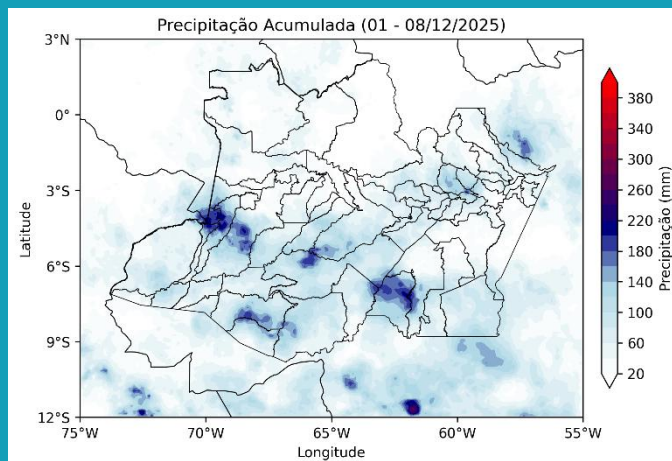 Precipitação Acumulada (01 - 08/12/2025)
3°N
0°
3°S
6°S
9°S
12°S
Latitude
75°W
70°W
65°W
60°W
55°W
Longitude
380
340
300
260
220
180
140
100
60
20
Precipitação (mm)